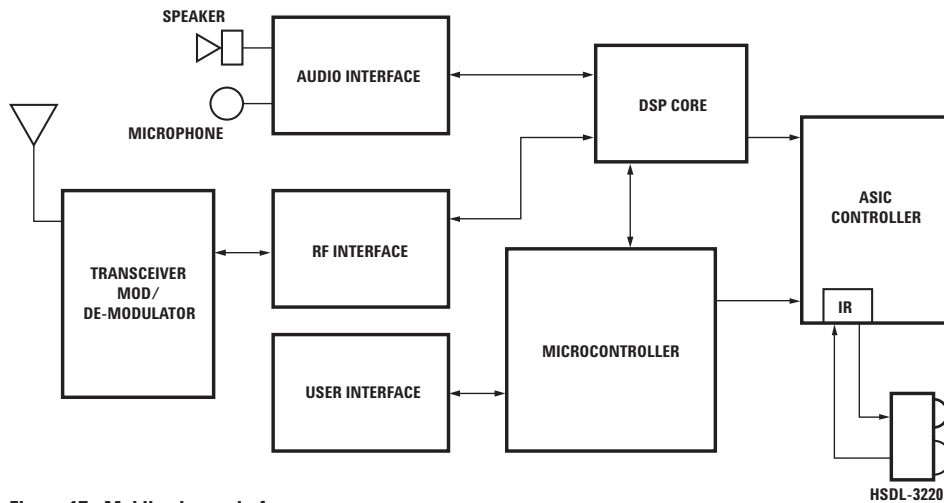 SPEAKER
AUDIO INTERFACE
MICROPHONE
DSP CORE
ASIC
CONTROLLER
TRANSCEIVER
MOD/
DE-MODULATOR
RF INTERFACE
IR
MICROCONTROLLER
USER INTERFACE
HSDL-3220